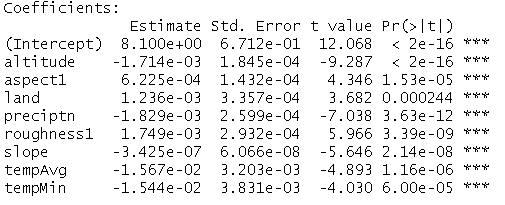 Coefficients:
Estimate Std. Error t value Pr(>|t|)
(Intercept) 8.100e+00 6.712e-01 12.068 < 2e-16 ***
altitude -1.714e-03 1.845e-04 -9.287 < 2e-16 ***
aspect1 6.225e-04 1.432e-04 4.346 1.53e-05 ***
land 1.236e-03 3.357e-04 3.682 0.000244 ***
preciptn -1.829e-03 2.599e-04 -7.038 3.63e-12 ***
roughness1 1.749e-03 2.932e-04 5.966 3.39e-09 ***
slope -3.425e-07 6.066e-08 -5.646 2.14e-08 ***
tempAvg -1.567e-02 3.203e-03 -4.893 1.16e-06 ***
tempMin -1.544e-02 3.831e-03 -4.030 6.00e-05 ***